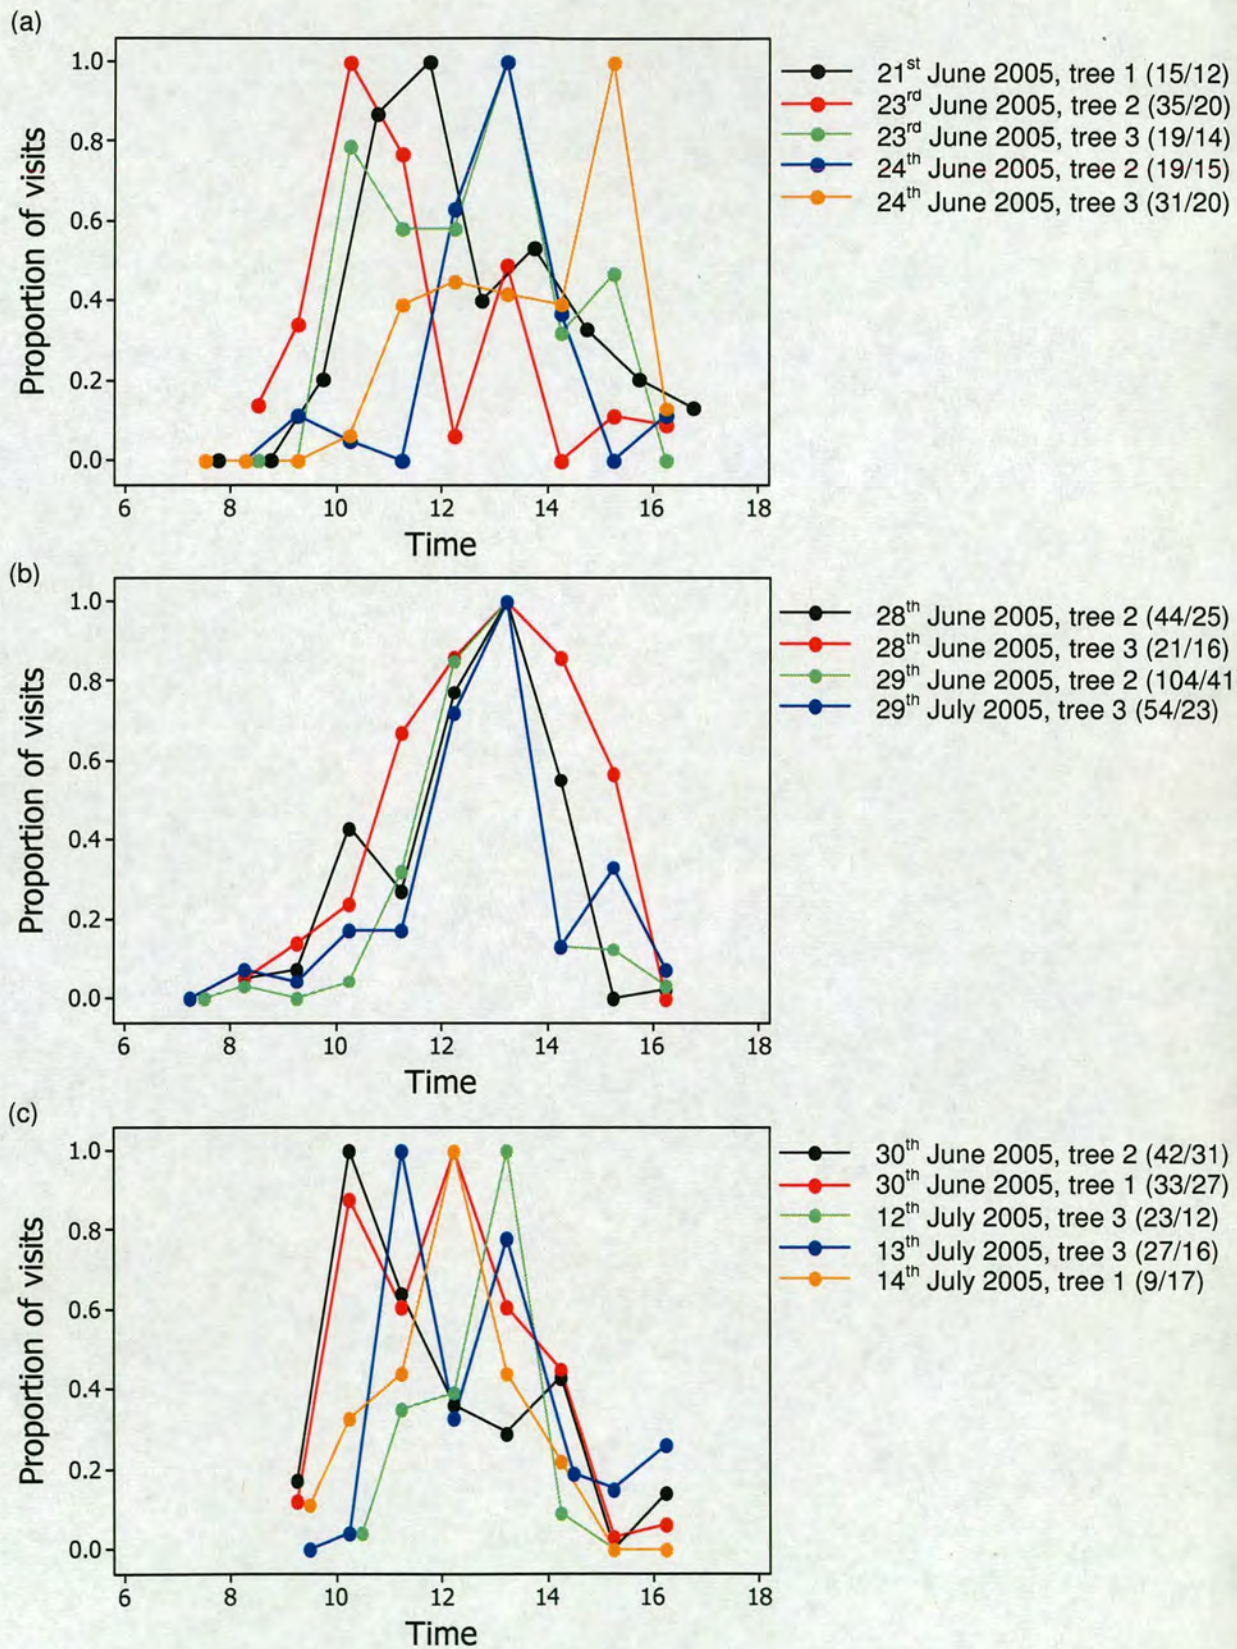 (a)
Proportion of visits
1.0
0.8
0.6
0.4
0.2
0.0
6 8 10 12 14 16 18
Time
21st June 2005, tree 1 (15/12)
23rd June 2005, tree 2 (35/20)
23rd June 2005, tree 3 (19/14)
24th June 2005, tree 2 (19/15)
24th June 2005, tree 3 (31/20)
(b)
Proportion of visits
1.0
0.8
0.6
0.4
0.2
0.0
6 8 10 12 14 16 18
Time
28th June 2005, tree 2 (44/25)
28th June 2005, tree 3 (21/16)
29th June 2005, tree 2 (104/41
29th July 2005, tree 3 (54/23)
(c)
Proportion of visits
1.0
0.8
0.6
0.4
0.2
0.0
6 8 10 12 14 16 18
Time
30th June 2005, tree 2 (42/31)
30th June 2005, tree 1 (33/27)
12th July 2005, tree 3 (23/12)
13th July 2005, tree 3 (27/16)
14th July 2005, tree 1 (9/17)